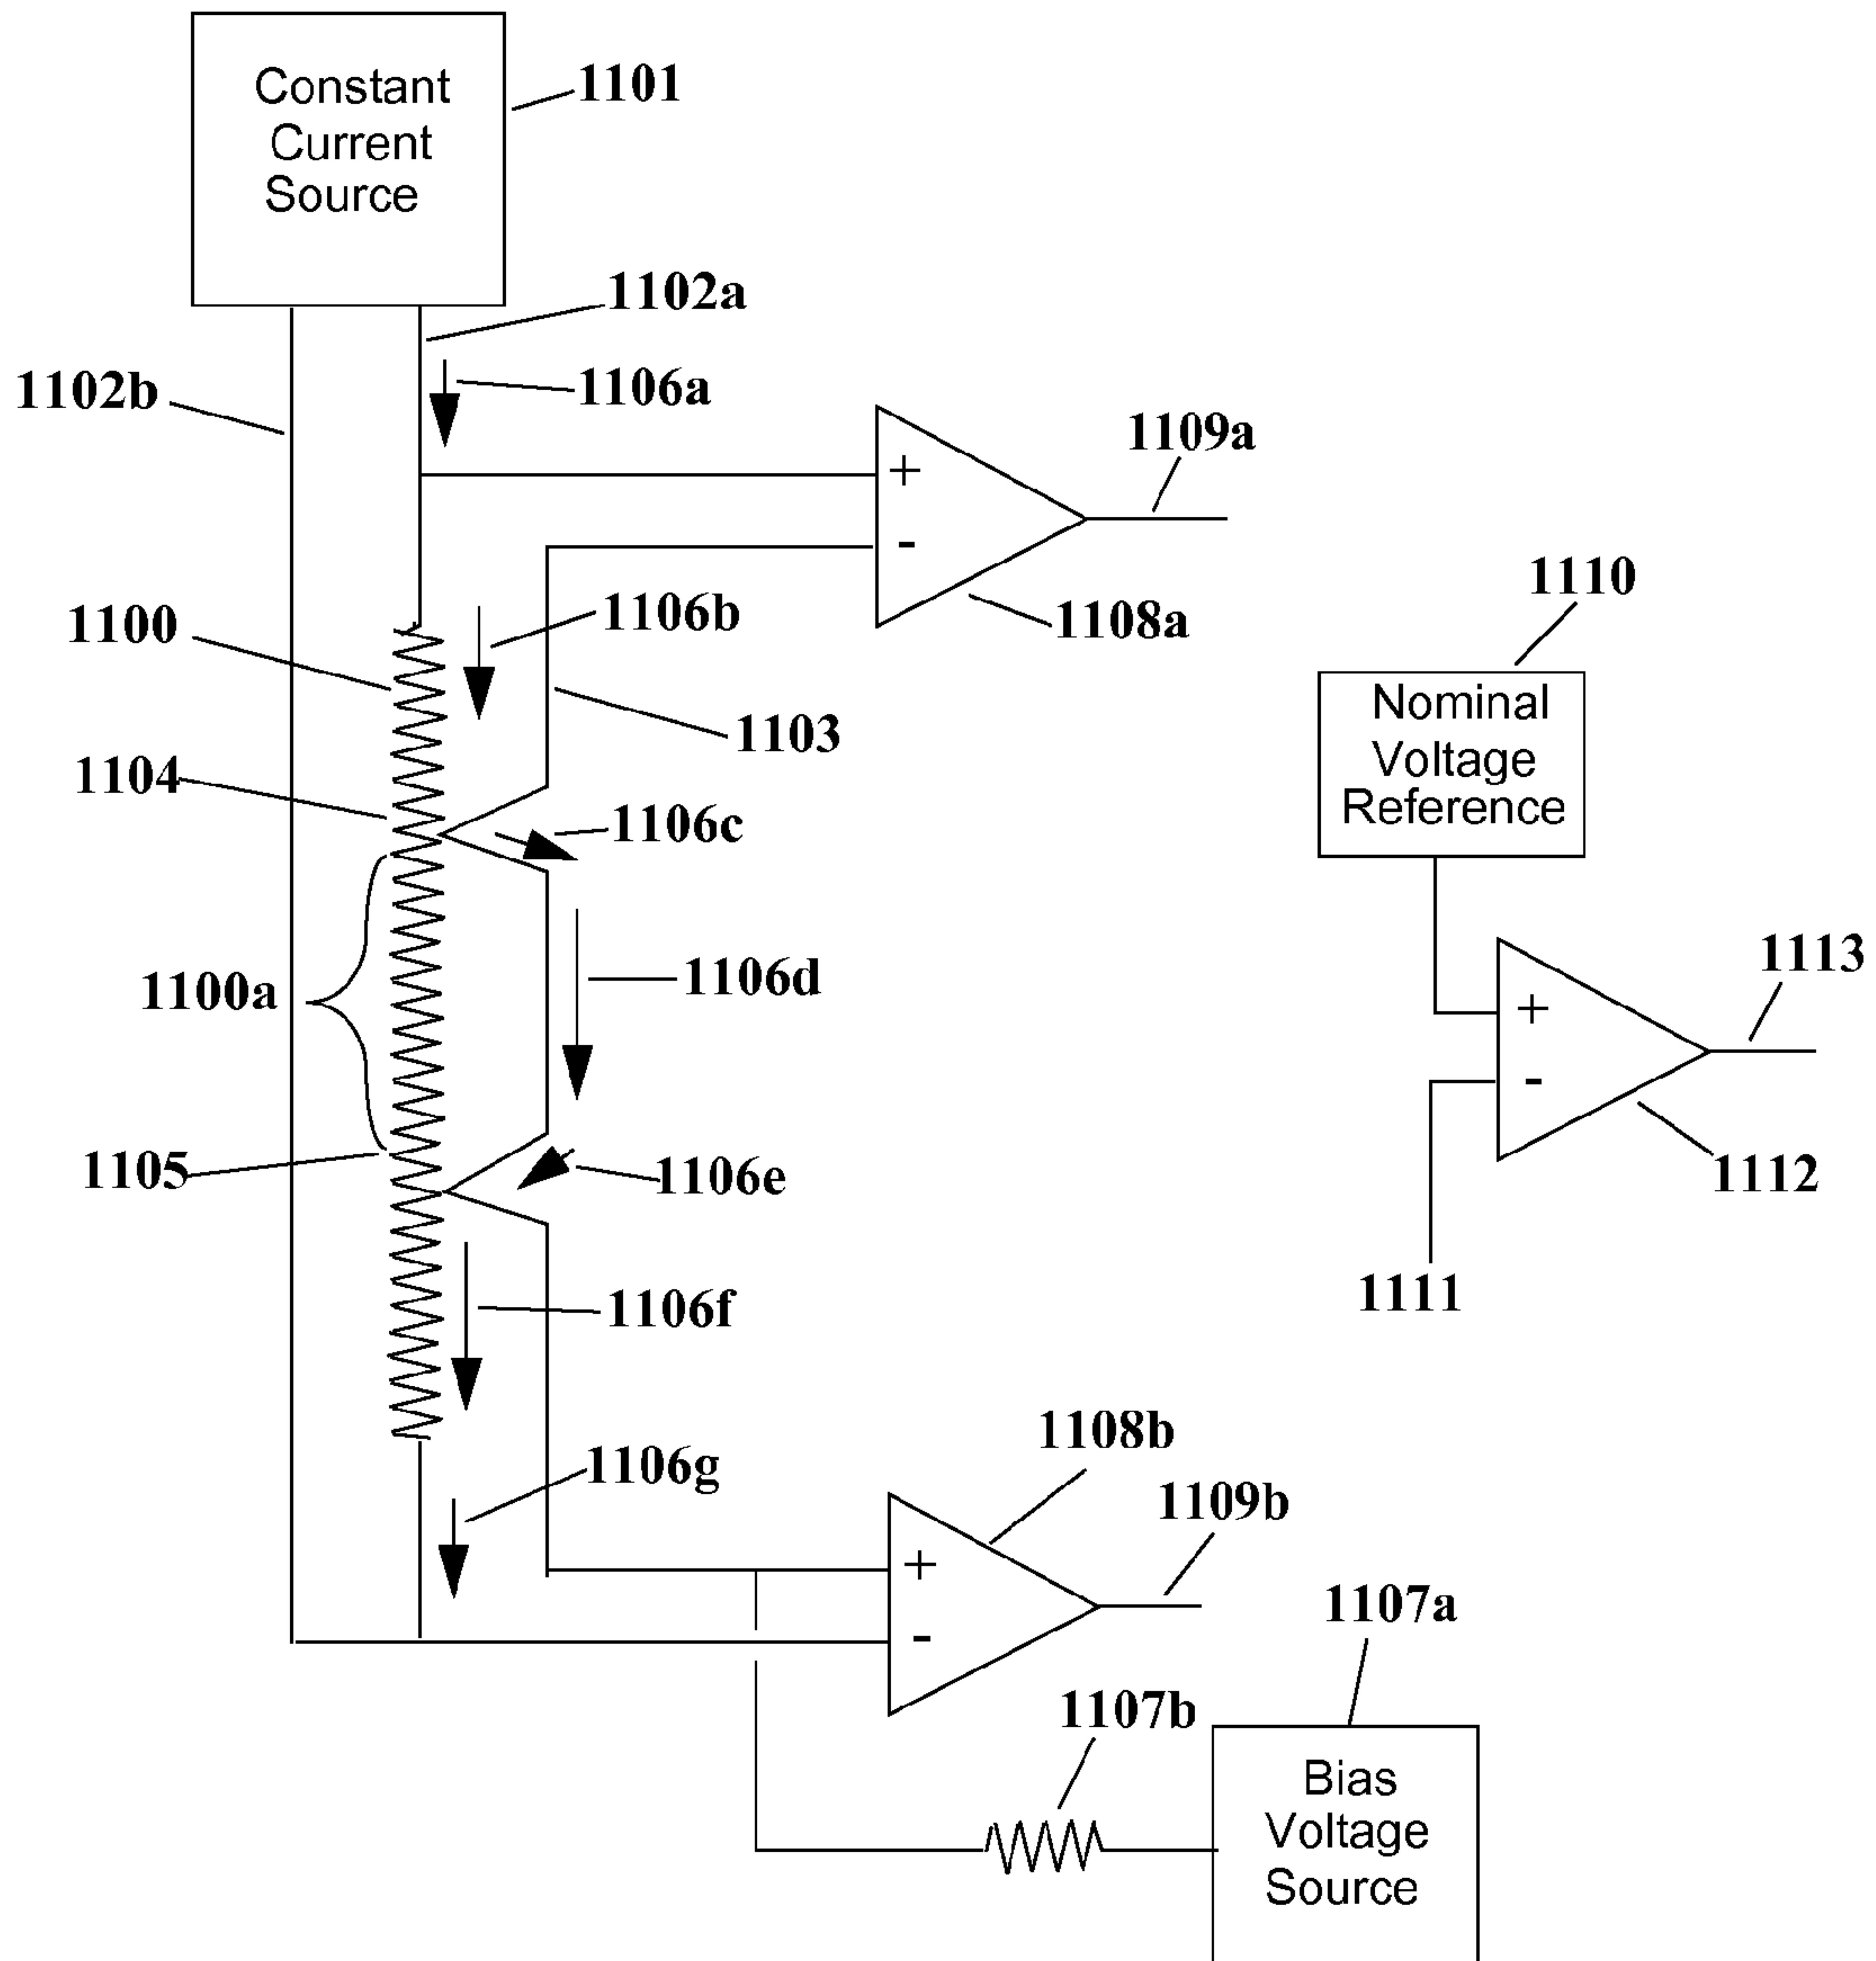 Constant
Current
Source
1101
1102a
1106a
1102b
1109a
+
-
1108a
1110
1106b
1100
Nominal
Voltage
Reference
1103
1104
1106c
1113
1106d
1100a
+
-
1105
1106e
1112
1111
1106f
1108b
1106g
1109b
+
-
1107a
1107b
Bias
Voltage
Source